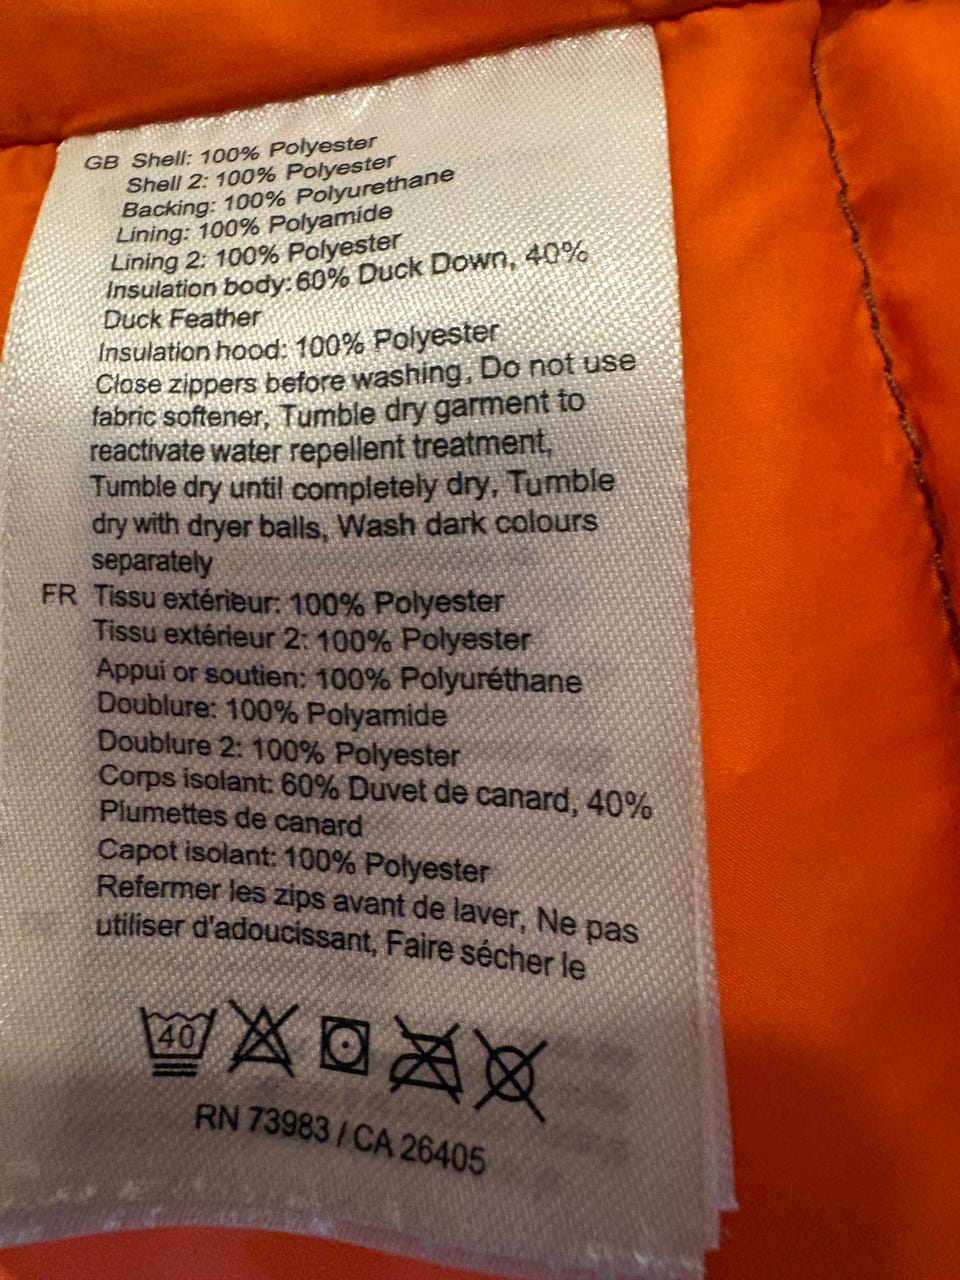 GB Shell: 100% Polyester
Shell 2: 100% Polyester
Backing: 100% Polyurethane
Lining: 100% Polyamide
Lining 2: 100% Polyester
Insulation body: 60% Duck Down, 40%
Duck Feather
Insulation hood: 100% Polyester
Close zippers before washing, Do not use
fabric softener, Tumble dry garment to
reactivate water repellent treatment,
Tumble dry until completely dry, Tumble
dry with dryer balls, Wash dark colours
separately
FR Tissu extérieur: 100% Polyester
Tissu extérieur 2: 100% Polyester
Appui or soutien: 100% Polyuréthane
Doublure: 100% Polyamide
Doublure 2: 100% Polyester
Corps isolant: 60% Duvet de canard, 40%
Plumettes de canard
Capot isolant: 100% Polyester
Refermer les zips avant de laver, Ne pas
utiliser d'adoucissant, Faire sécher le
40
RN 73983 / CA 26405